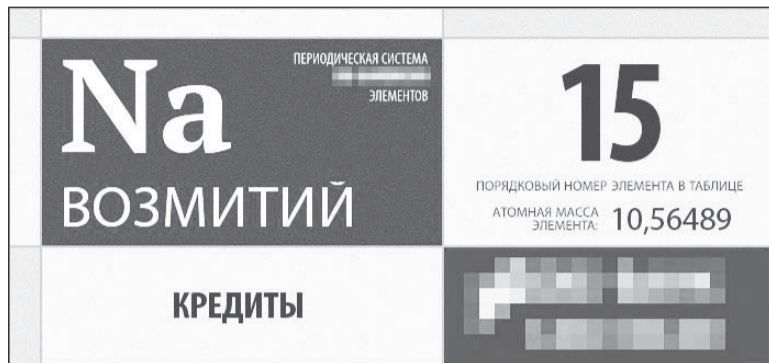 Na
ПЕРИОДИЧЕСКАЯ СИСТЕМА
ЭЛЕМЕНТОВ
ВОЗМИТИЙ
15
ПОРЯДКОВЫЙ НОМЕР ЭЛЕМЕНТА В ТАБЛИЦЕ
АТОМНАЯ МАССА
ЭЛЕМЕНТА:
10,56489
КРЕДИТЫ